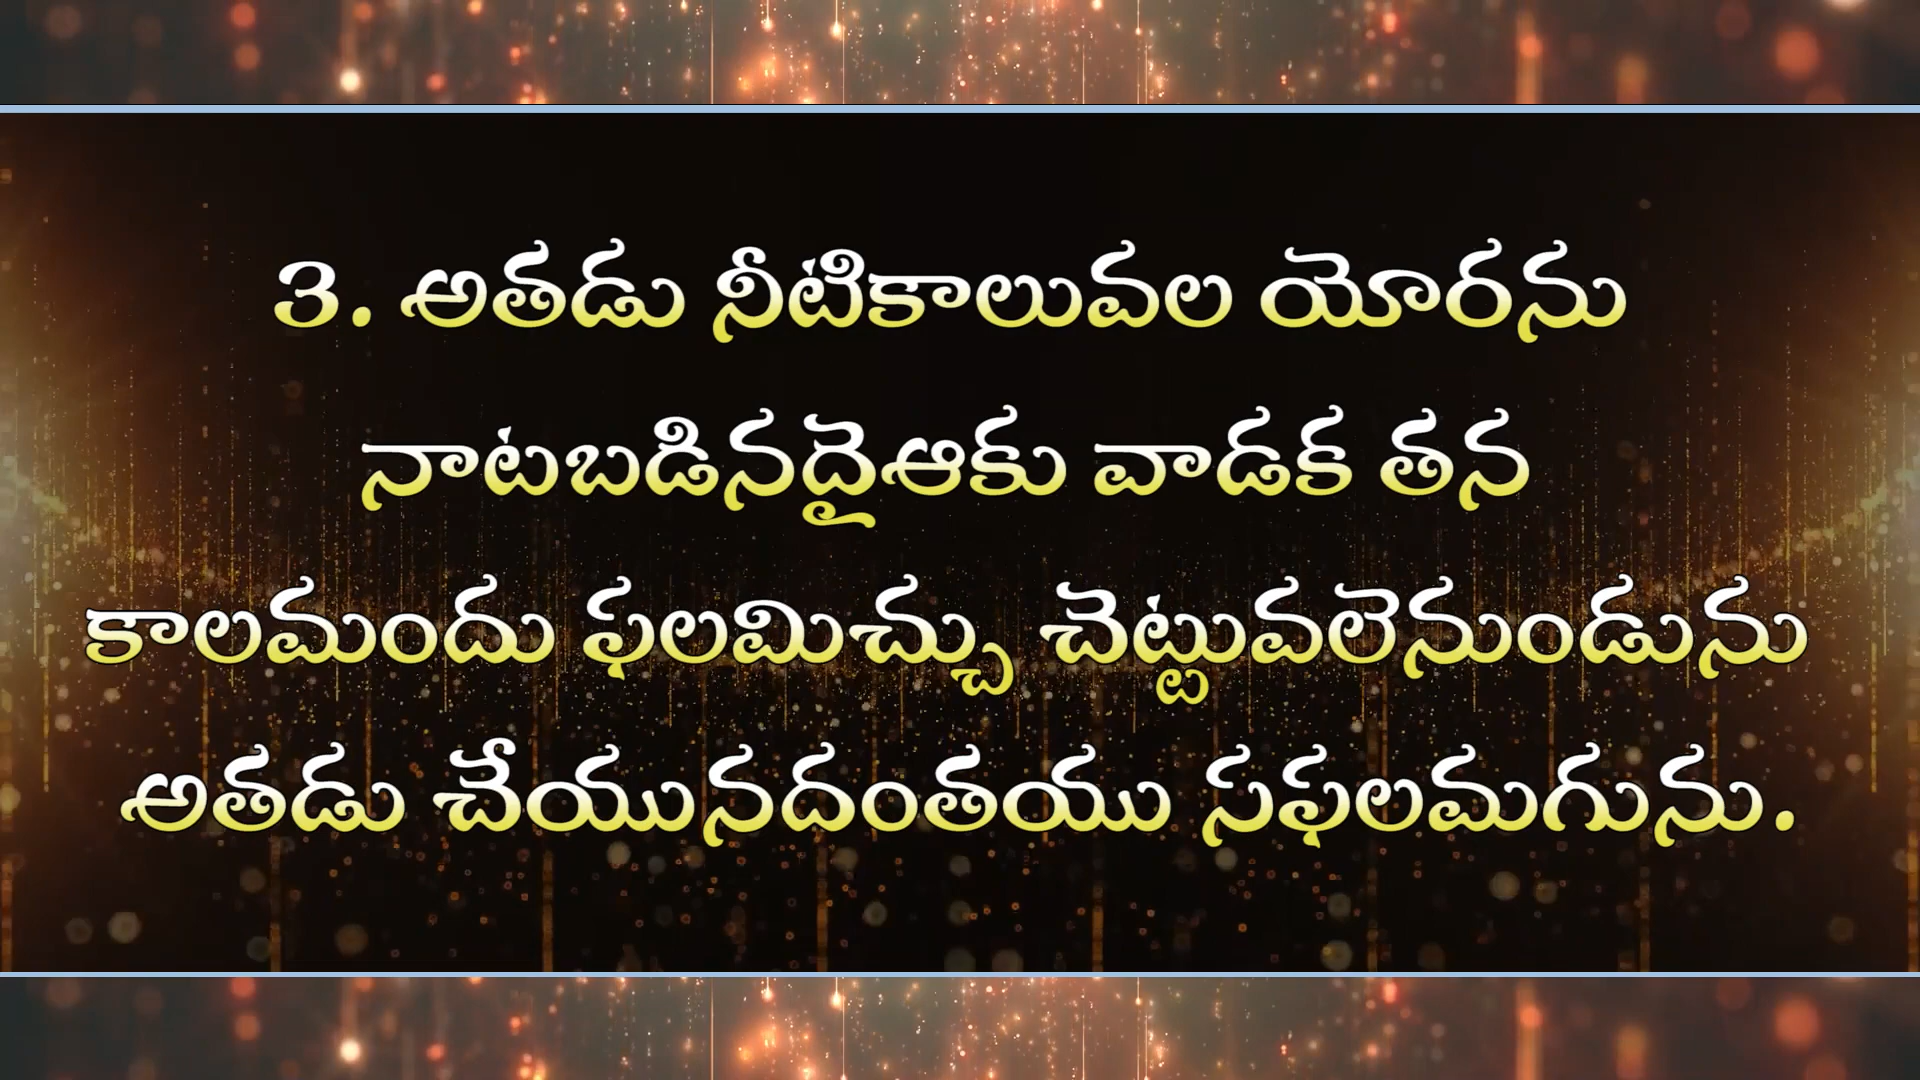 3. అతడు నీటికాలువల యోరను
నాటబడినదైఆకు వాడక తన
కాలమందు ఫలమిచ్చు చెట్టువలెనుండును
అతడు చేయునదంతయు సఫలమగును.